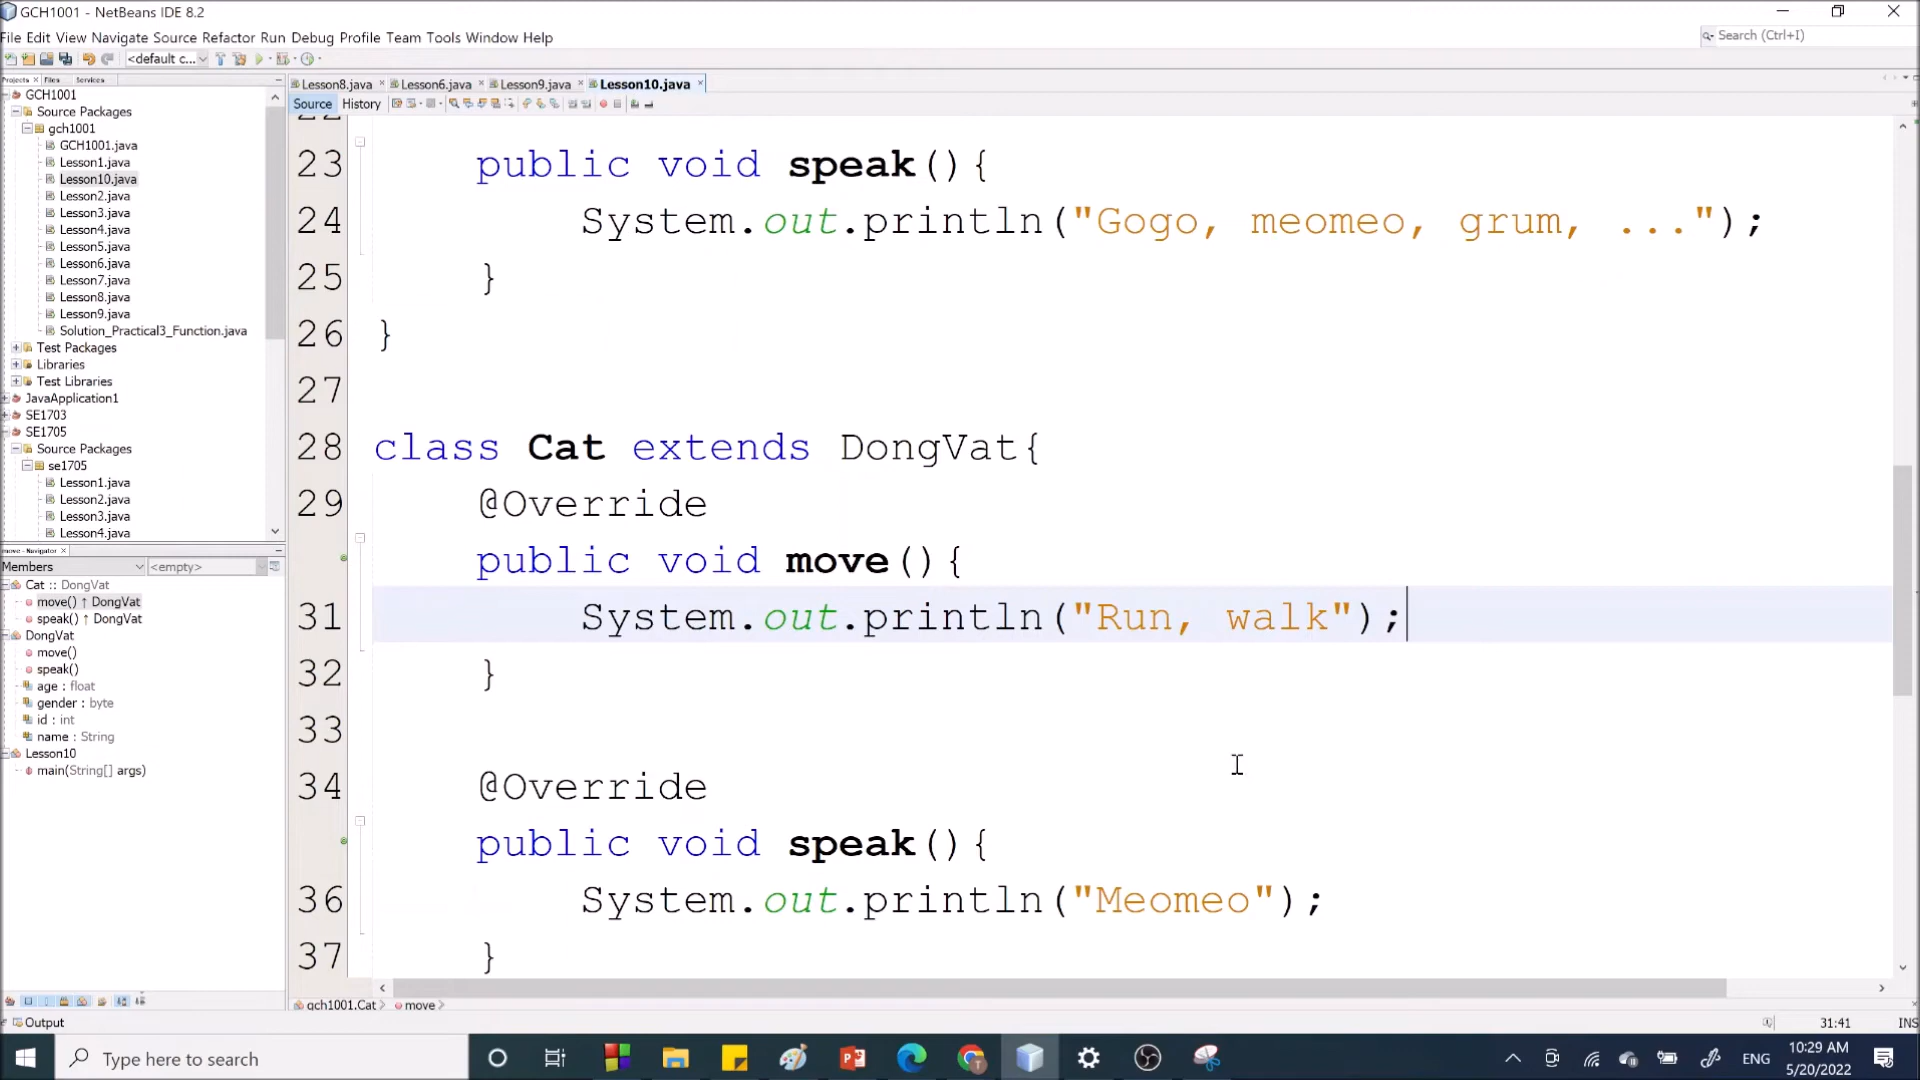 GCH1001 - NetBeans IDE 8.2
File Edit View Navigate Source Refactor Run Debug Profile Team Tools Window Help
Search (Ctrl+I)
<default c...
Projects × Files Services
Lesson8.java × Lesson6.java × Lesson9.java × Lesson10.java ×
Source History
GCH1001
Source Packages
gch1001
GCH1001.java
Lesson1.java
Lesson10.java
Lesson2.java
Lesson3.java
Lesson4.java
Lesson5.java
Lesson6.java
Lesson7.java
Lesson8.java
Lesson9.java
Solution_Practical3_Function.java
Test Packages
Libraries
Test Libraries
JavaApplication1
SE1703
SE1705
Source Packages
se1705
Lesson1.java
Lesson2.java
Lesson3.java
Lesson4.java
move - Navigator ×
Members <empty>
Cat :: DongVat
move() ↑ DongVat
speak() ↑ DongVat
DongVat
move()
speak()
age : float
gender : byte
id : int
name : String
Lesson10
main(String[] args)
22
23 public void speak(){
24 System.out.println("Gogo, meomeo, grum, ...");
25 }
26 }
27
28 class Cat extends DongVat{
29 @Override
public void move(){
31 System.out.println("Run, walk");
32 }
33
34 @Override
public void speak(){
36 System.out.println("Meomeo");
37 }
gch1001.Cat > move >
Output
31:41 INS
Type here to search
ENG
10:29 AM
5/20/2022